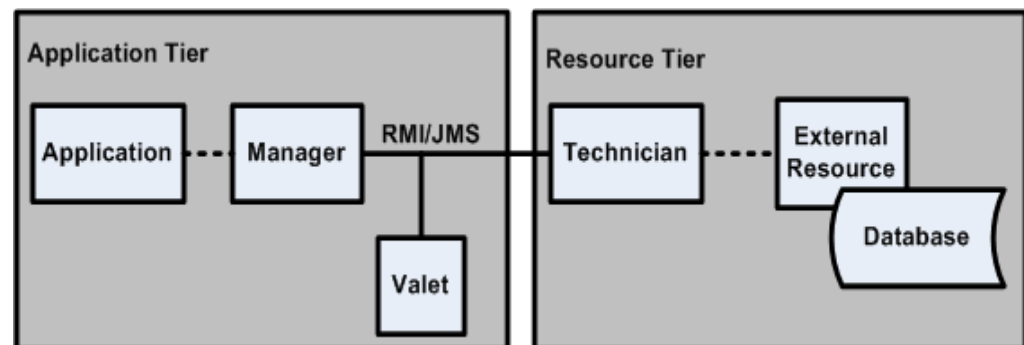 Application Tier
Resource Tier
Application
Manager
RMI/JMS
Technician
External
Resource
Database
Valet